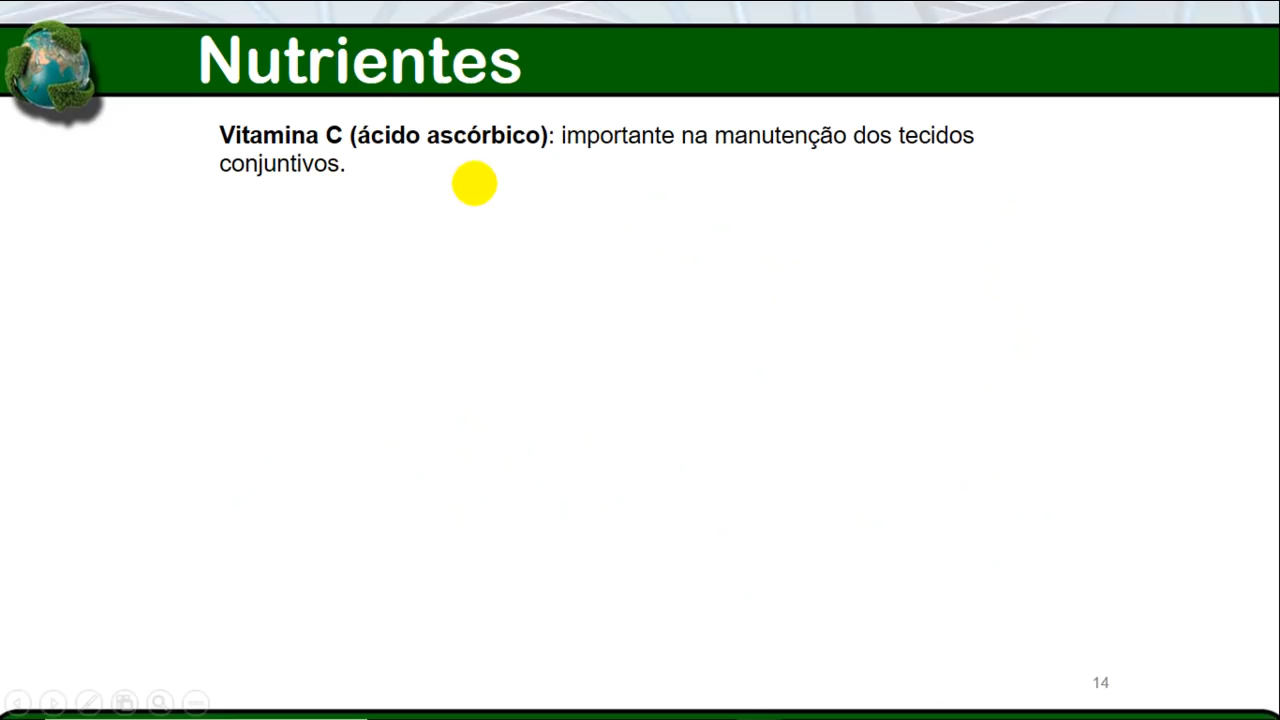 Nutrientes
Vitamina C (ácido ascórbico): importante na manutenção dos tecidos
conjuntivos.
14